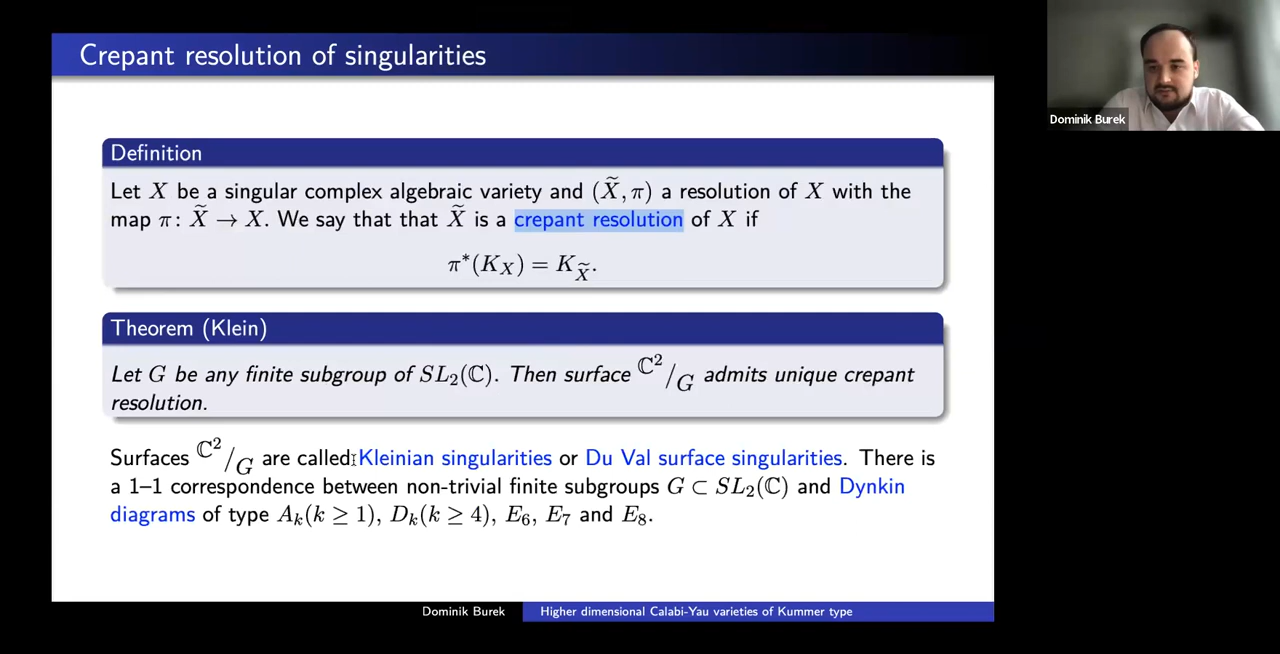 Crepant resolution of singularities
Dominik Burek
Definition
Let X be a singular complex algebraic variety and (X̃, π) a resolution of X with the
map π: X̃ → X. We say that that X̃ is a crepant resolution of X if
π*(K_X) = K_X̃.
Theorem (Klein)
Let G be any finite subgroup of SL₂(ℂ). Then surface ℂ²/G admits unique crepant
resolution.
Surfaces ℂ²/G are called Kleinian singularities or Du Val surface singularities. There is
a 1–1 correspondence between non-trivial finite subgroups G ⊂ SL₂(ℂ) and Dynkin
diagrams of type A_k(k ≥ 1), D_k(k ≥ 4), E₆, E₇ and E₈.
Dominik Burek Higher dimensional Calabi-Yau varieties of Kummer type